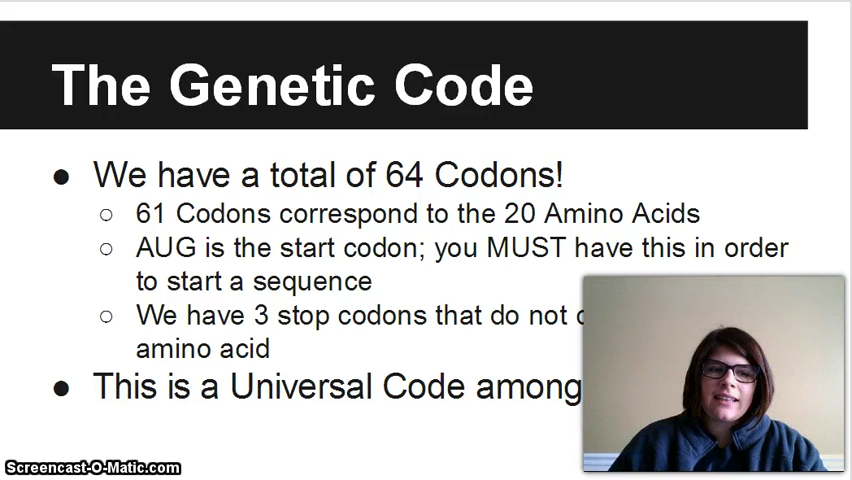 The Genetic Code
● We have a total of 64 Codons!
○ 61 Codons correspond to the 20 Amino Acids
○ AUG is the start codon; you MUST have this in order
to start a sequence
○ We have 3 stop codons that do not
amino acid
● This is a Universal Code among
Screencast-O-Matic.com